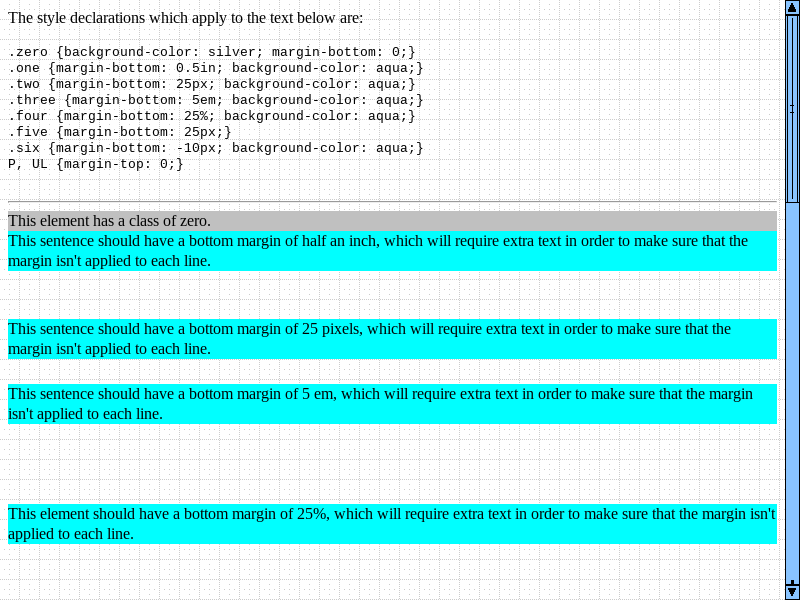 The style declarations which apply to the text below are:
.zero {background-color: silver; margin-bottom: 0;}
.one {margin-bottom: 0.5in; background-color: aqua;}
.two {margin-bottom: 25px; background-color: aqua;}
.three {margin-bottom: 5em; background-color: aqua;}
.four {margin-bottom: 25%; background-color: aqua;}
.five {margin-bottom: 25px;}
.six {margin-bottom: -10px; background-color: aqua;}
P, UL {margin-top: 0;}
This element has a class of zero.
This sentence should have a bottom margin of half an inch, which will require extra text in order to make sure that the
margin isn't applied to each line.
This sentence should have a bottom margin of 25 pixels, which will require extra text in order to make sure that the
margin isn't applied to each line.
This sentence should have a bottom margin of 5 em, which will require extra text in order to make sure that the margin
isn't applied to each line.
This element should have a bottom margin of 25%, which will require extra text in order to make sure that the margin isn't
applied to each line.